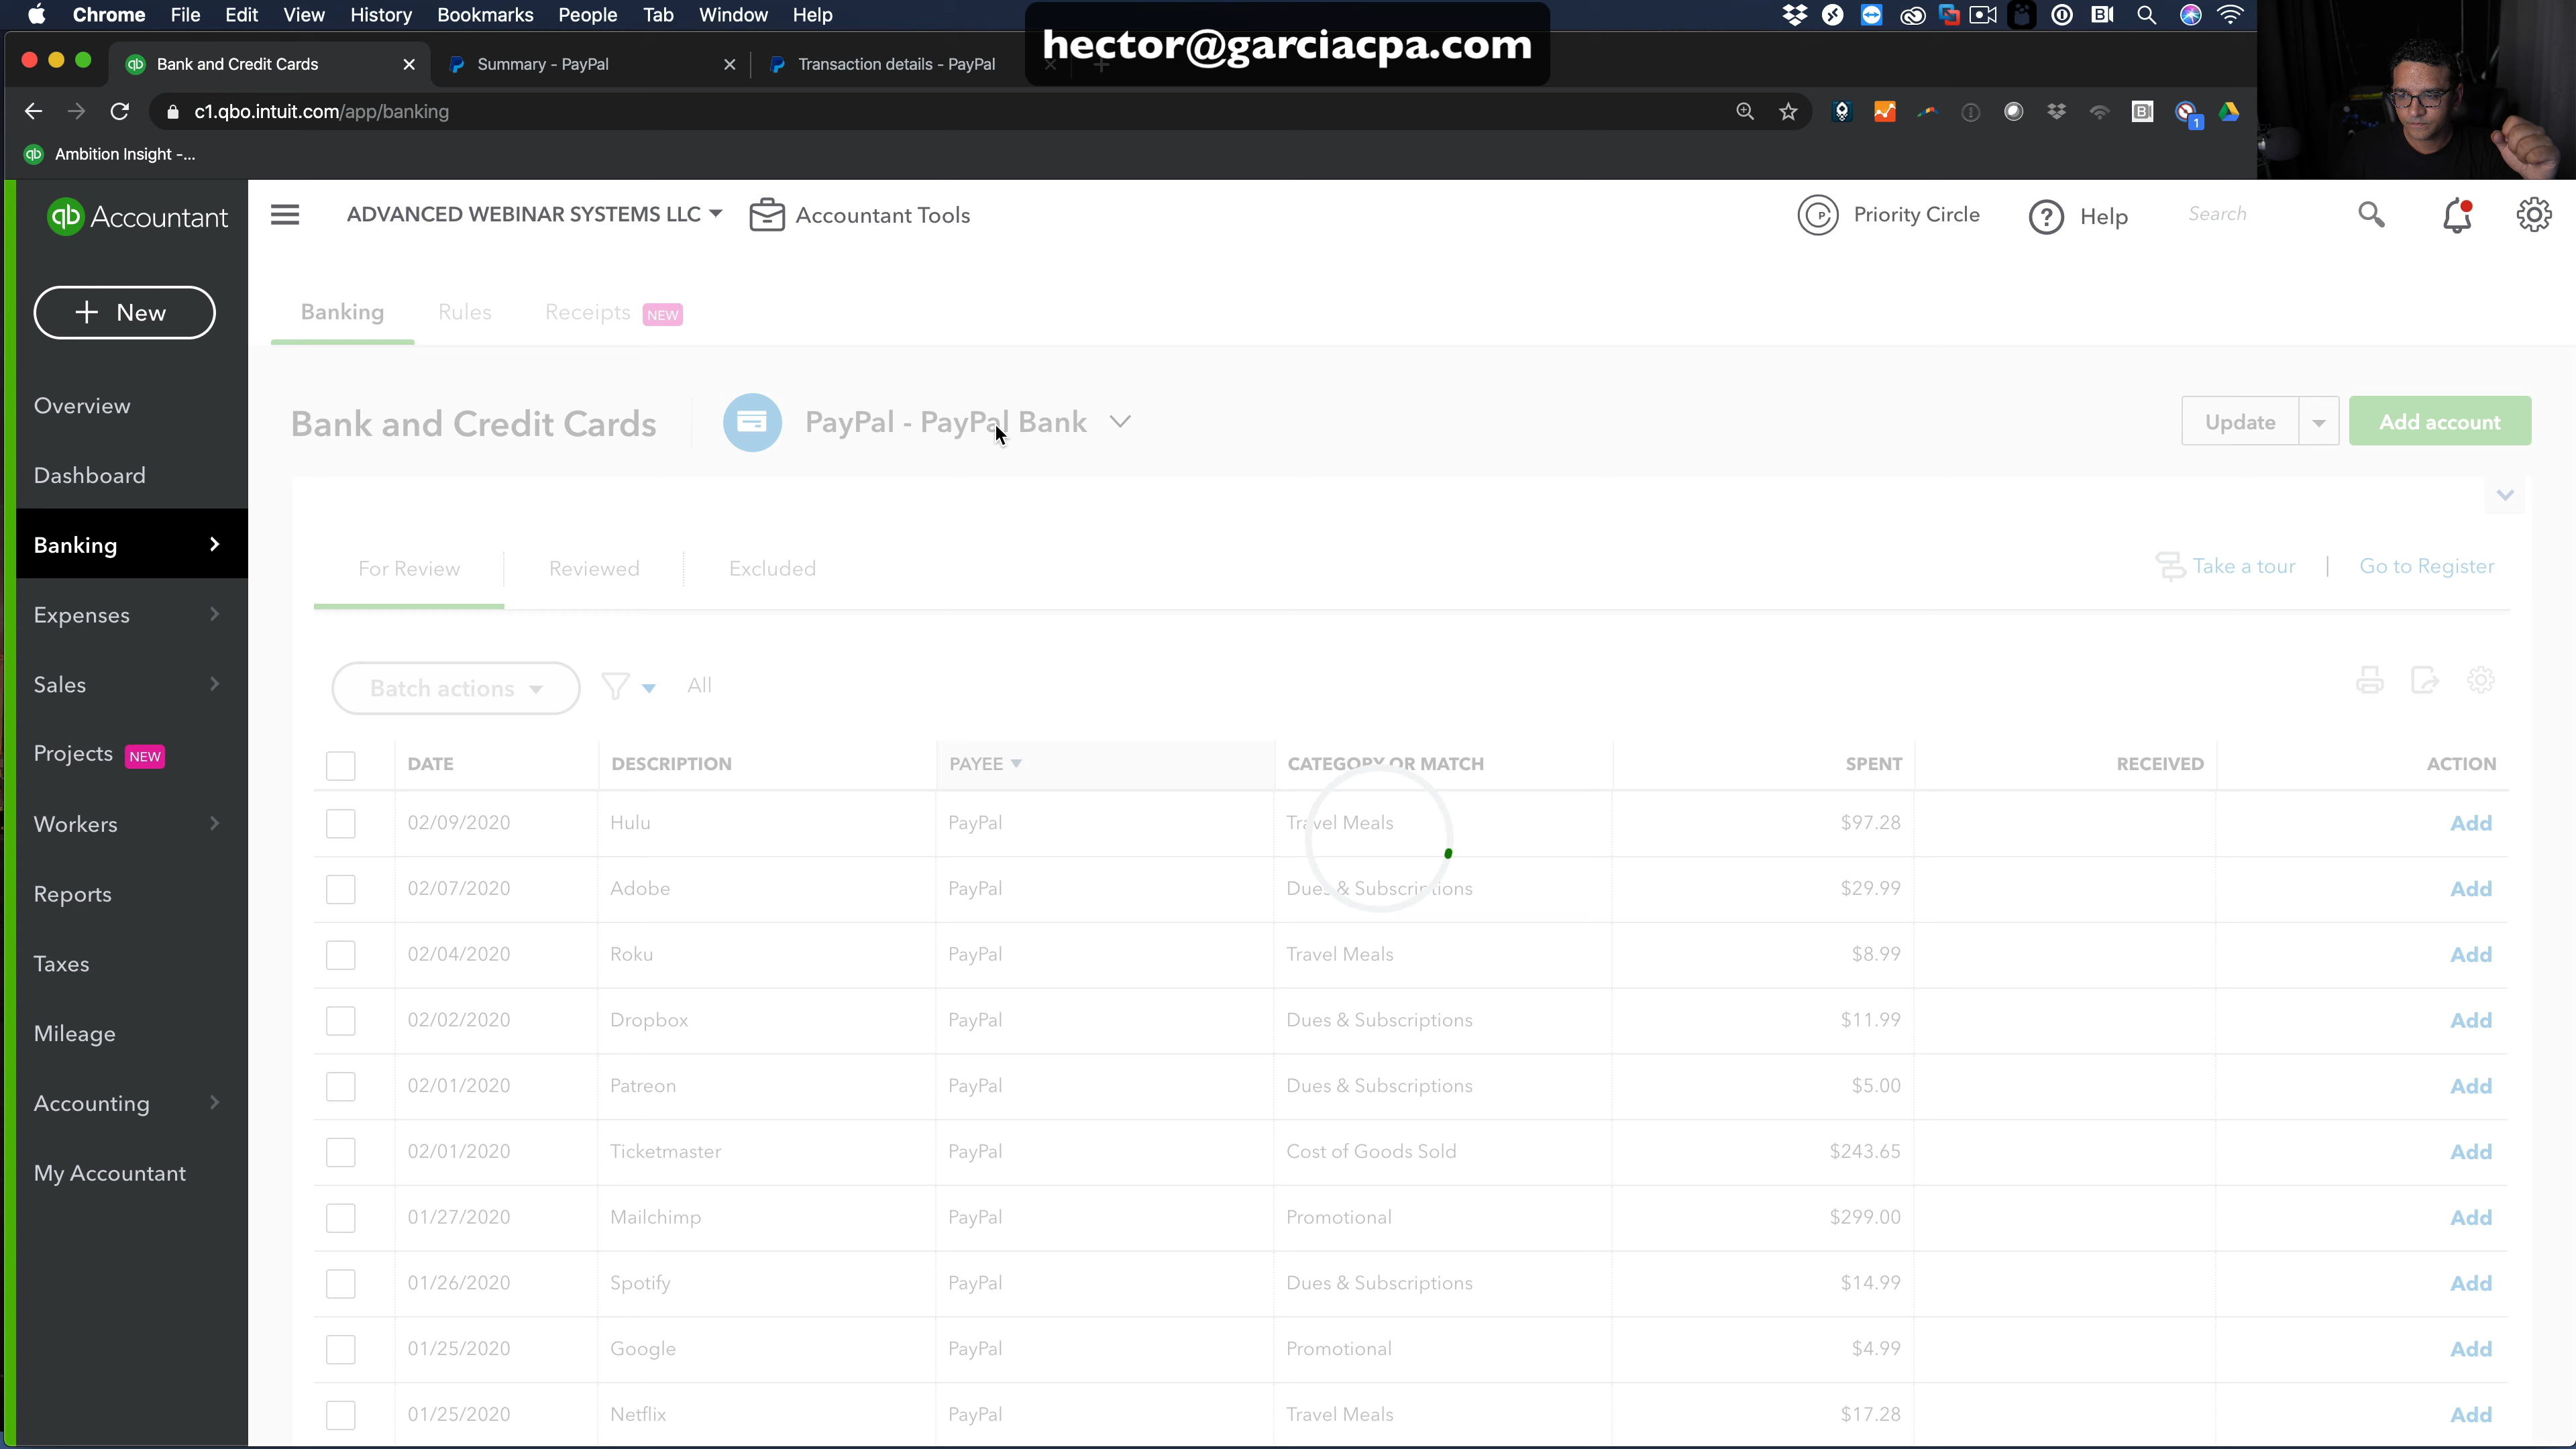 Chrome File Edit View History Bookmarks People Tab Window Help
hector@garciacpa.com
Bank and Credit Cards
Summary - PayPal
Transaction details - PayPal
c1.qbo.intuit.com/app/banking
1
Ambition Insight -...
qb Accountant
ADVANCED WEBINAR SYSTEMS LLC
Accountant Tools
Priority Circle
Help
Search
+ New
Banking Rules Receipts NEW
Overview
Dashboard
Banking
Expenses
Sales
Projects NEW
Workers
Reports
Taxes
Mileage
Accounting
My Accountant
Bank and Credit Cards
PayPal - PayPal Bank
Update
Add account
For Review Reviewed Excluded
Take a tour | Go to Register
Batch actions
All
DATE DESCRIPTION PAYEE CATEGORY OR MATCH SPENT RECEIVED ACTION
02/09/2020 Hulu PayPal Travel Meals $97.28 Add
02/07/2020 Adobe PayPal Dues & Subscriptions $29.99 Add
02/04/2020 Roku PayPal Travel Meals $8.99 Add
02/02/2020 Dropbox PayPal Dues & Subscriptions $11.99 Add
02/01/2020 Patreon PayPal Dues & Subscriptions $5.00 Add
02/01/2020 Ticketmaster PayPal Cost of Goods Sold $243.65 Add
01/27/2020 Mailchimp PayPal Promotional $299.00 Add
01/26/2020 Spotify PayPal Dues & Subscriptions $14.99 Add
01/25/2020 Google PayPal Promotional $4.99 Add
01/25/2020 Netflix PayPal Travel Meals $17.28 Add